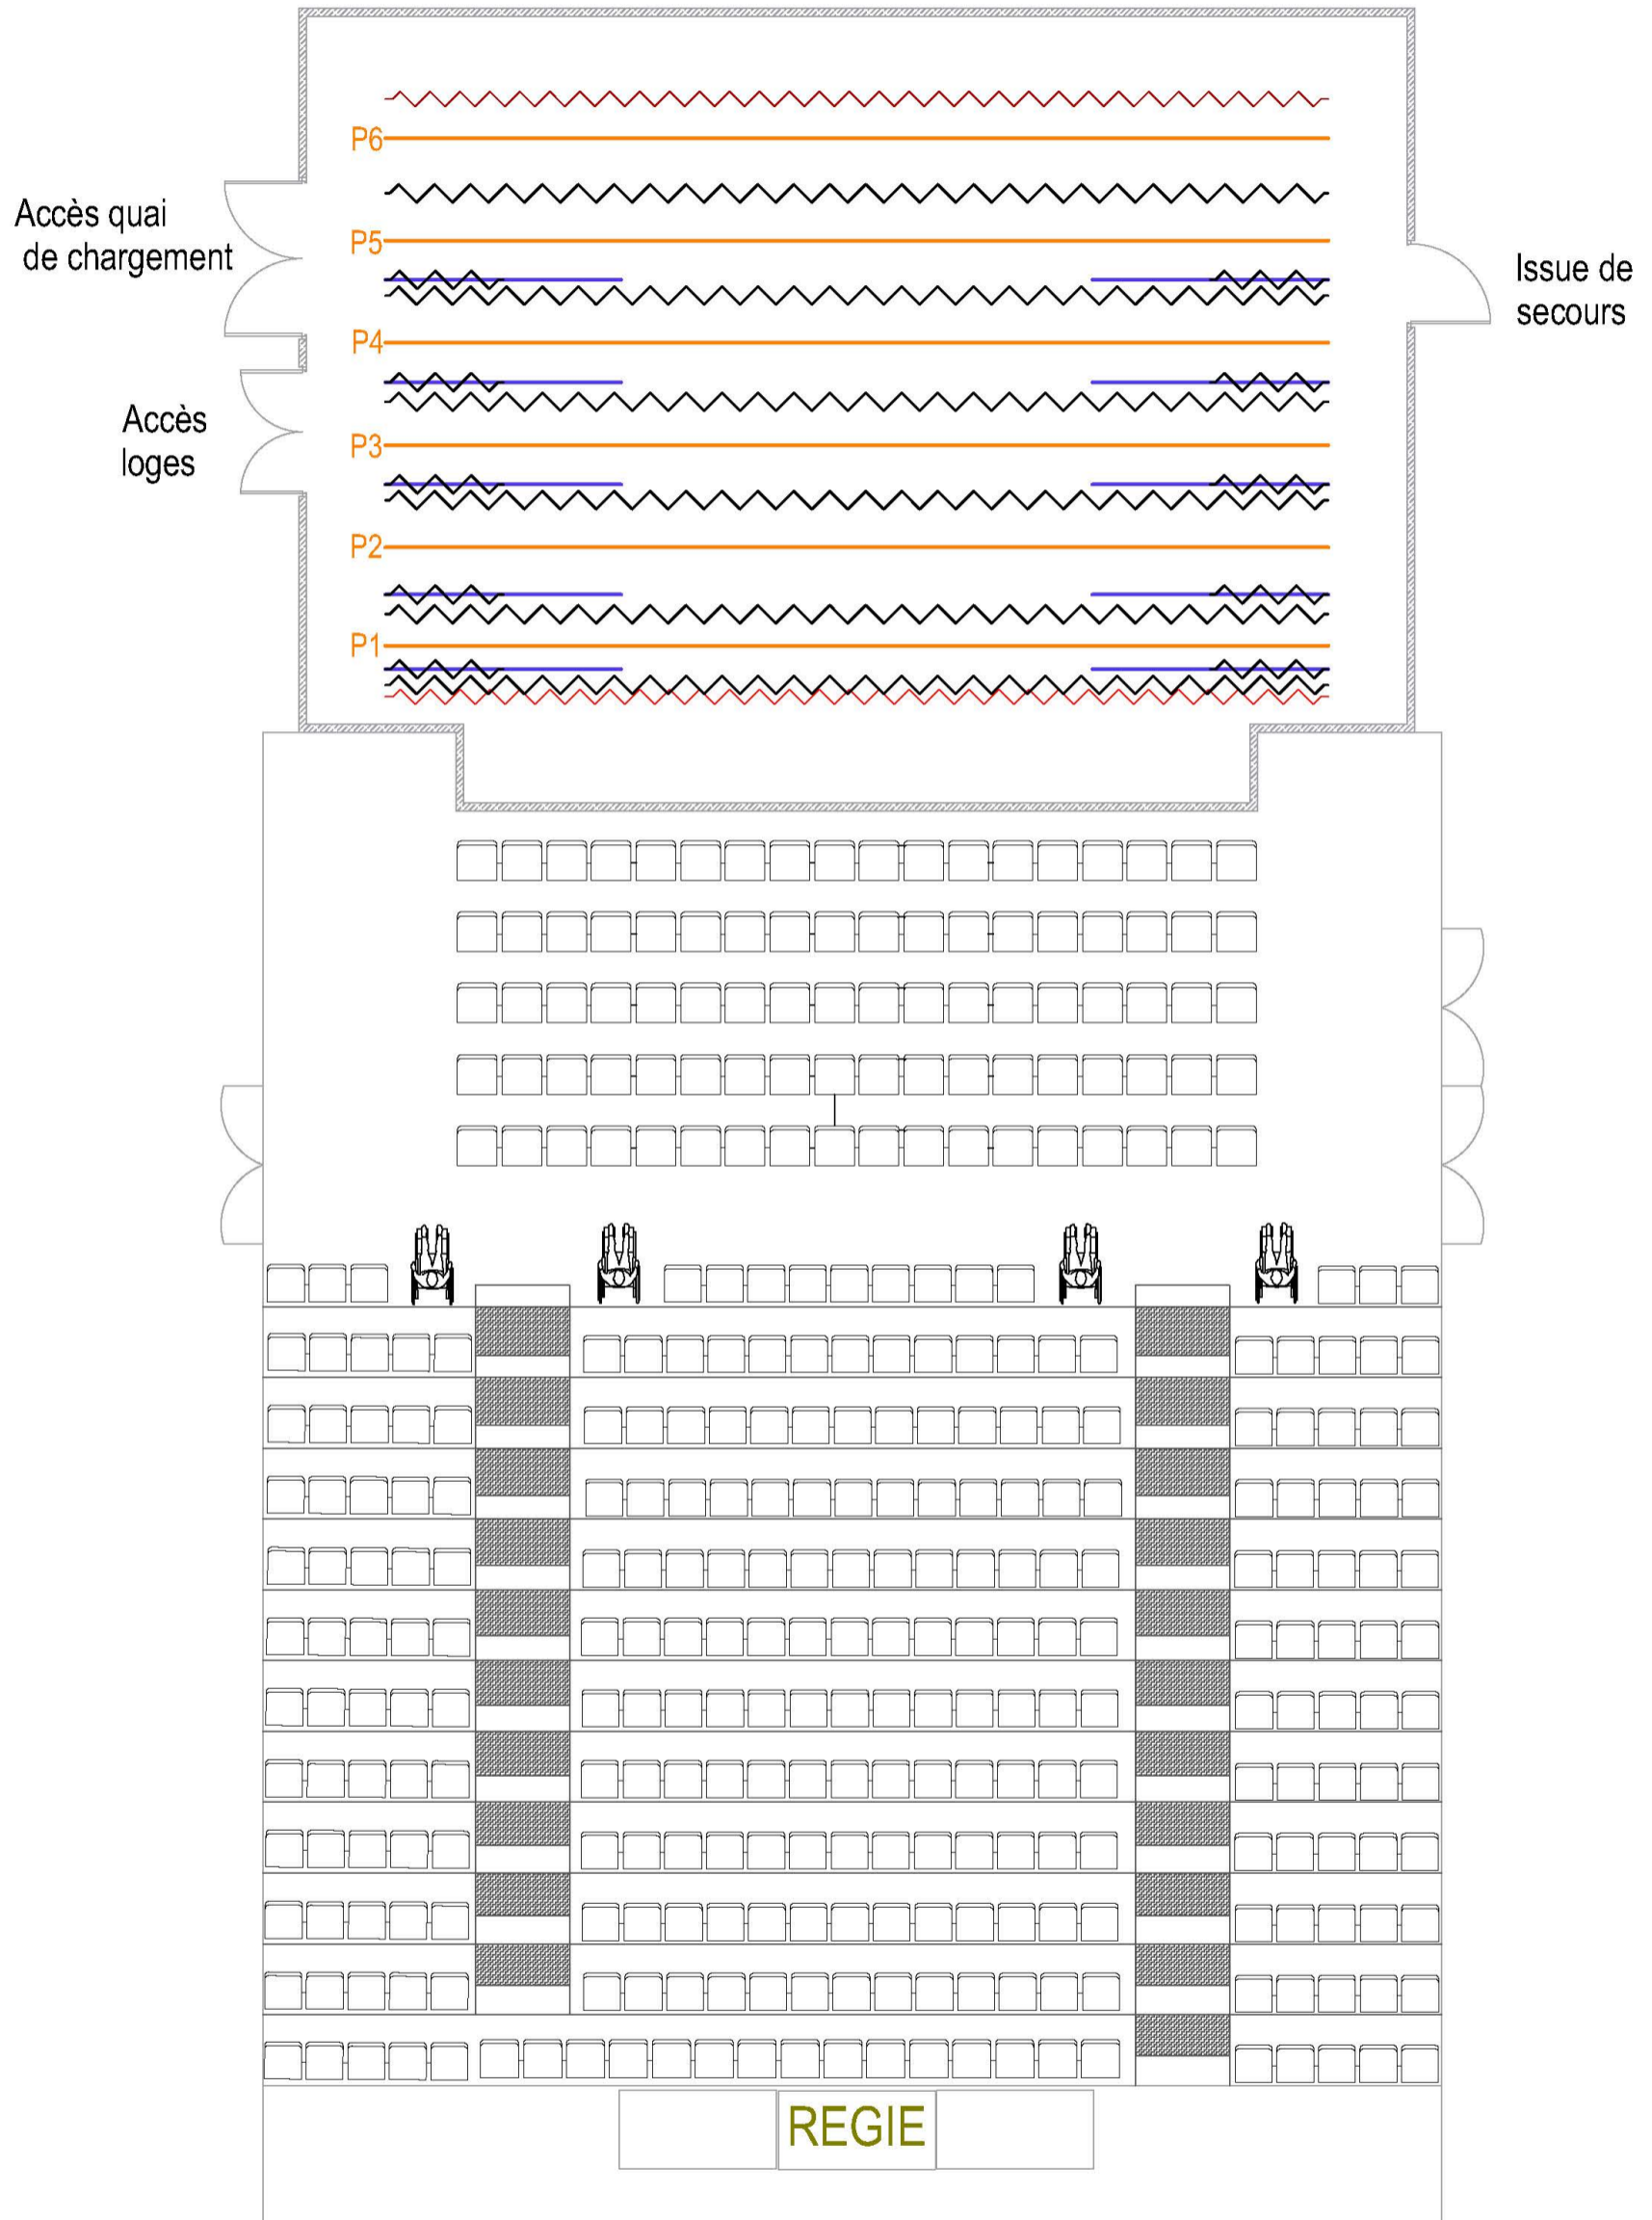 P6
Accès quai
de chargement
P5
Issue de
secours
P4
Accès
loges
P3
P2
P1
REGIE